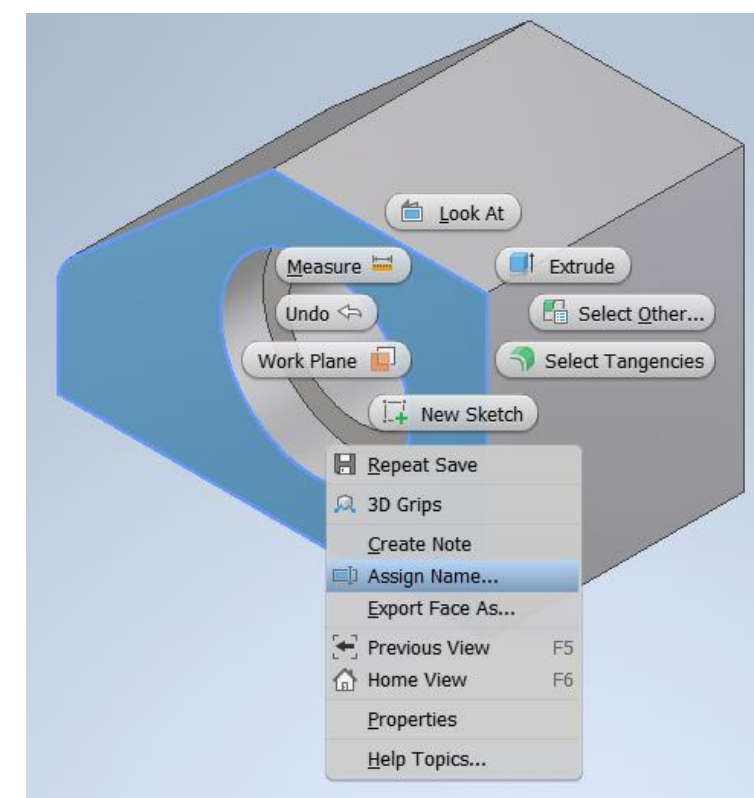 Look At
Measure
Extrude
Undo
Select Other...
Work Plane
Select Tangencies
New Sketch
Repeat Save
3D Grips
Create Note
Assign Name...
Export Face As...
Previous View F5
Home View F6
Properties
Help Topics...